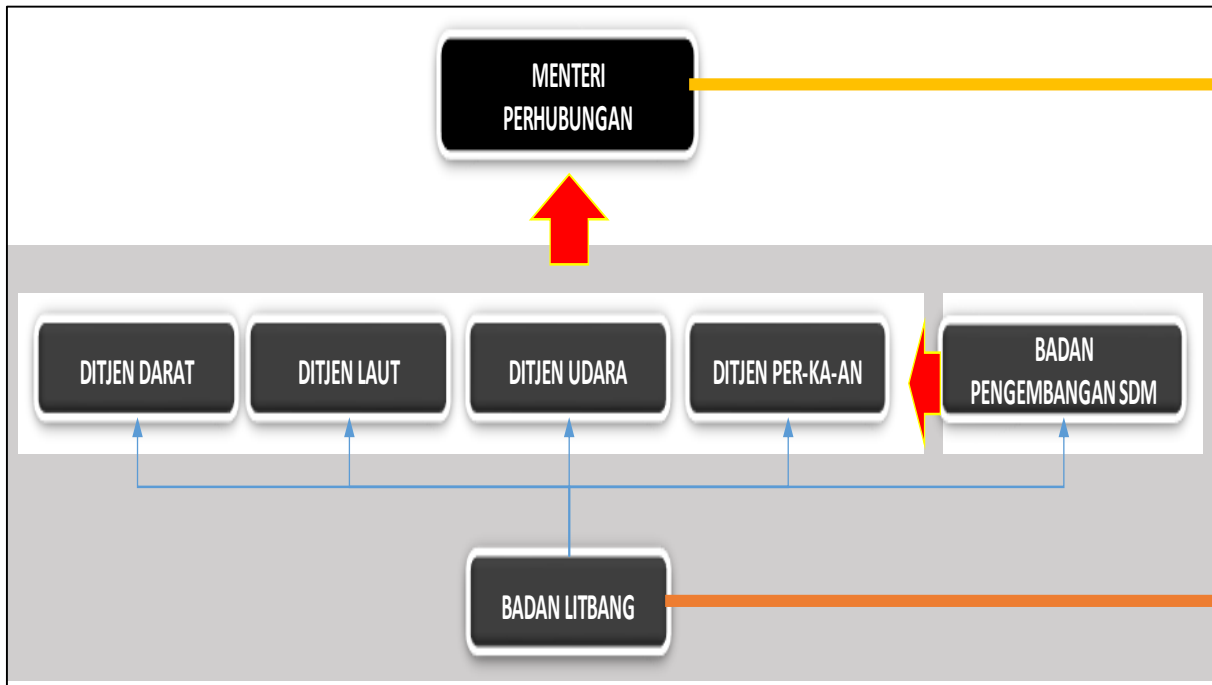 MENTERI
PERHUBUNGAN
DITJEN DARAT
DITJEN LAUT
DITJEN UDARA
DITJEN PER-KA-AN
BADAN
PENGEMBANGAN SDM
BADAN LITBANG